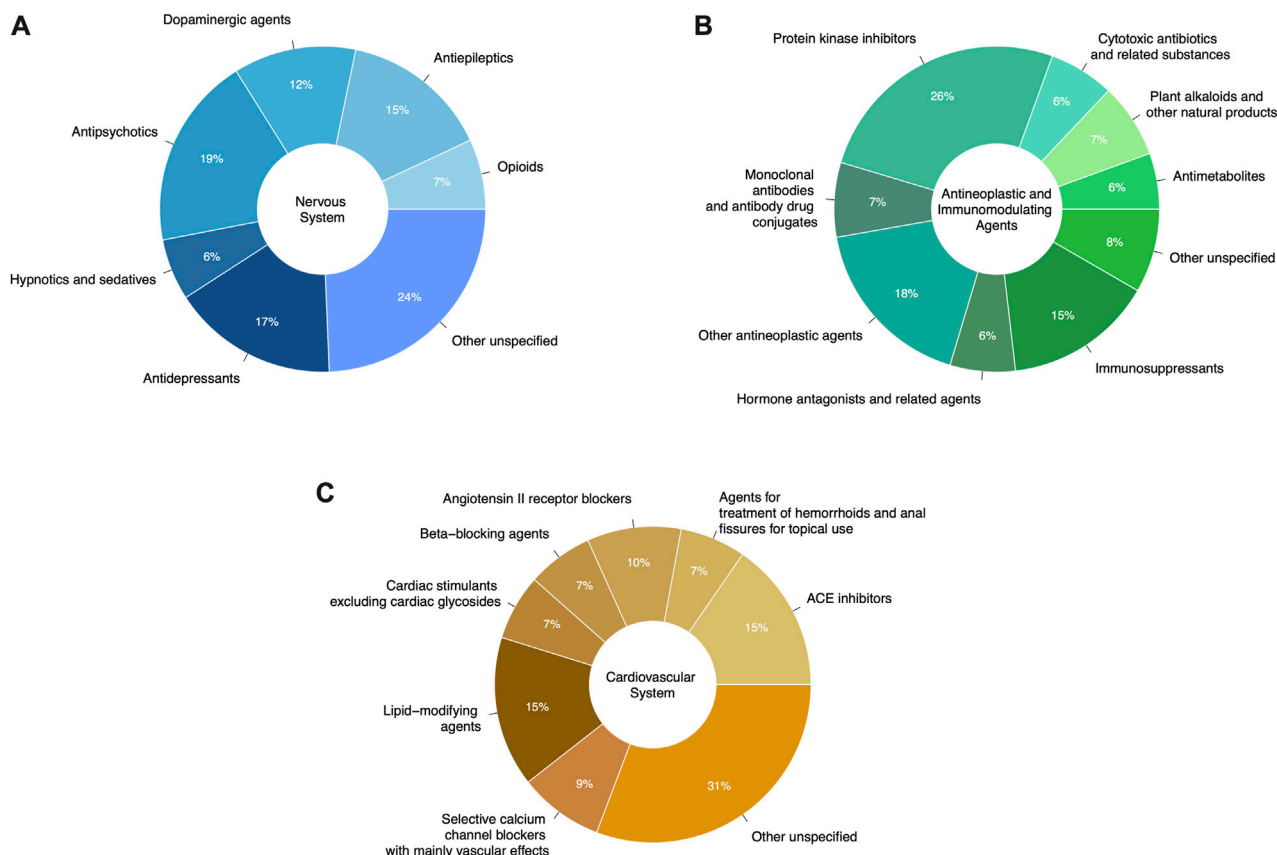 A
Dopaminergic agents
Antiepileptics
Antipsychotics
Opioids
Hypnotics and sedatives
Antidepressants
Other unspecified
12%
15%
19%
7%
6%
17%
24%
Nervous
System
B
Protein kinase inhibitors
Cytotoxic antibiotics
and related substances
Plant alkaloids and
other natural products
Monoclonal
antibodies
and antibody drug
conjugates
Antimetabolites
Other unspecified
Other antineoplastic agents
Immunosuppressants
Hormone antagonists and related agents
26%
6%
7%
7%
6%
8%
18%
15%
6%
Antineoplastic and
Immunomodulating
Agents
C
Angiotensin II receptor blockers
Agents for
treatment of hemorrhoids and anal
fissures for topical use
Beta−blocking agents
Cardiac stimulants
excluding cardiac glycosides
ACE inhibitors
Lipid−modifying
agents
Selective calcium
channel blockers
with mainly vascular effects
Other unspecified
10%
7%
7%
7%
15%
15%
9%
31%
Cardiovascular
System